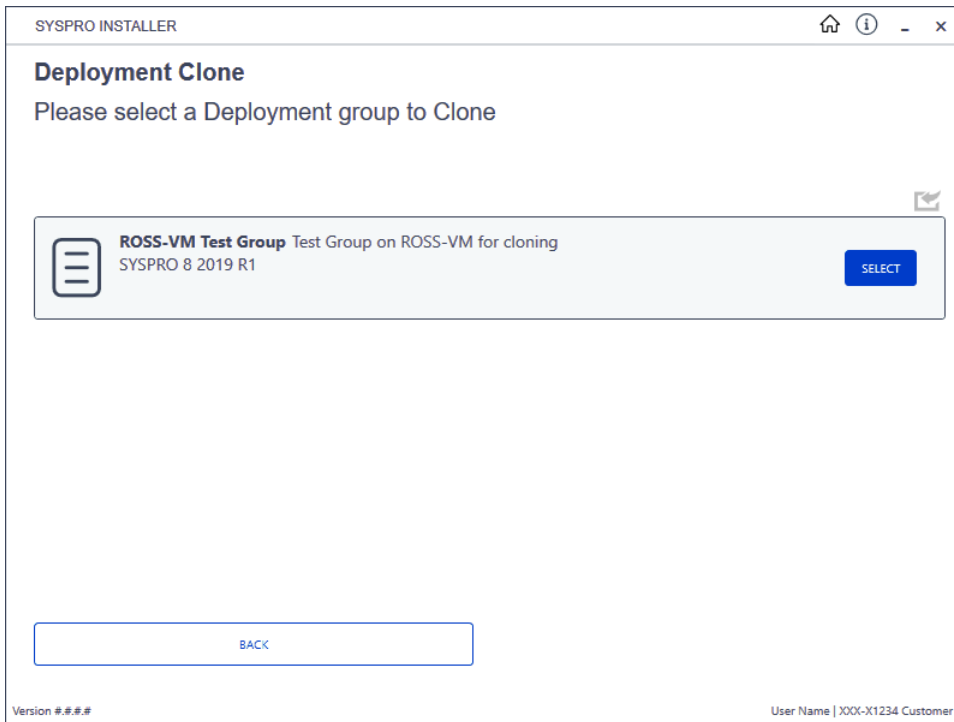 SYSPRO INSTALLER
Deployment Clone
Please select a Deployment group to Clone
ROSS-VM Test Group Test Group on ROSS-VM for cloning
SYSPRO 8 2019 R1
SELECT
BACK
Version #.#.#.#
User Name | XXX-X1234 Customer